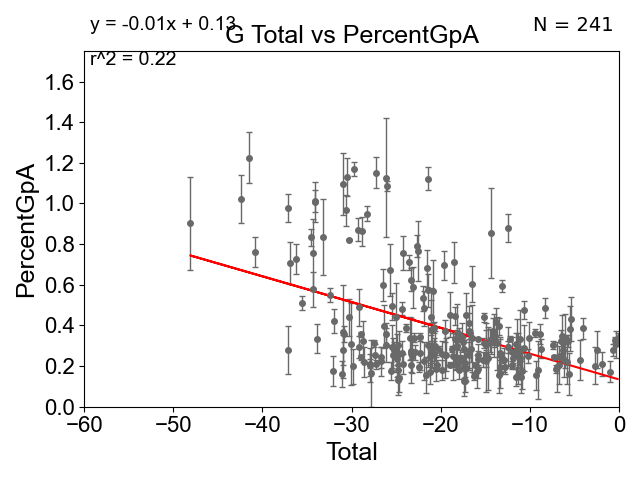 y = -0.01x + 0.13
N = 241
G Total vs PercentGpA
r^2 = 0.22
PercentGpA
1.6
1.4
1.2
1.0
0.8
0.6
0.4
0.2
0.0
−60 −50 −40 −30 −20 −10 0
Total